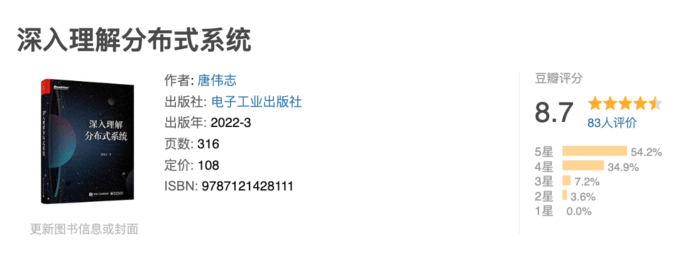 深入理解分布式系统
深入理解
分布式系统
作者: 唐伟志
出版社: 电子工业出版社
出版年: 2022-3
页数: 316
定价: 108
ISBN: 9787121428111
更新图书信息或封面
豆瓣评分
8.7
83人评价
5星 54.2%
4星 34.9%
3星 7.2%
2星 3.6%
1星 0.0%